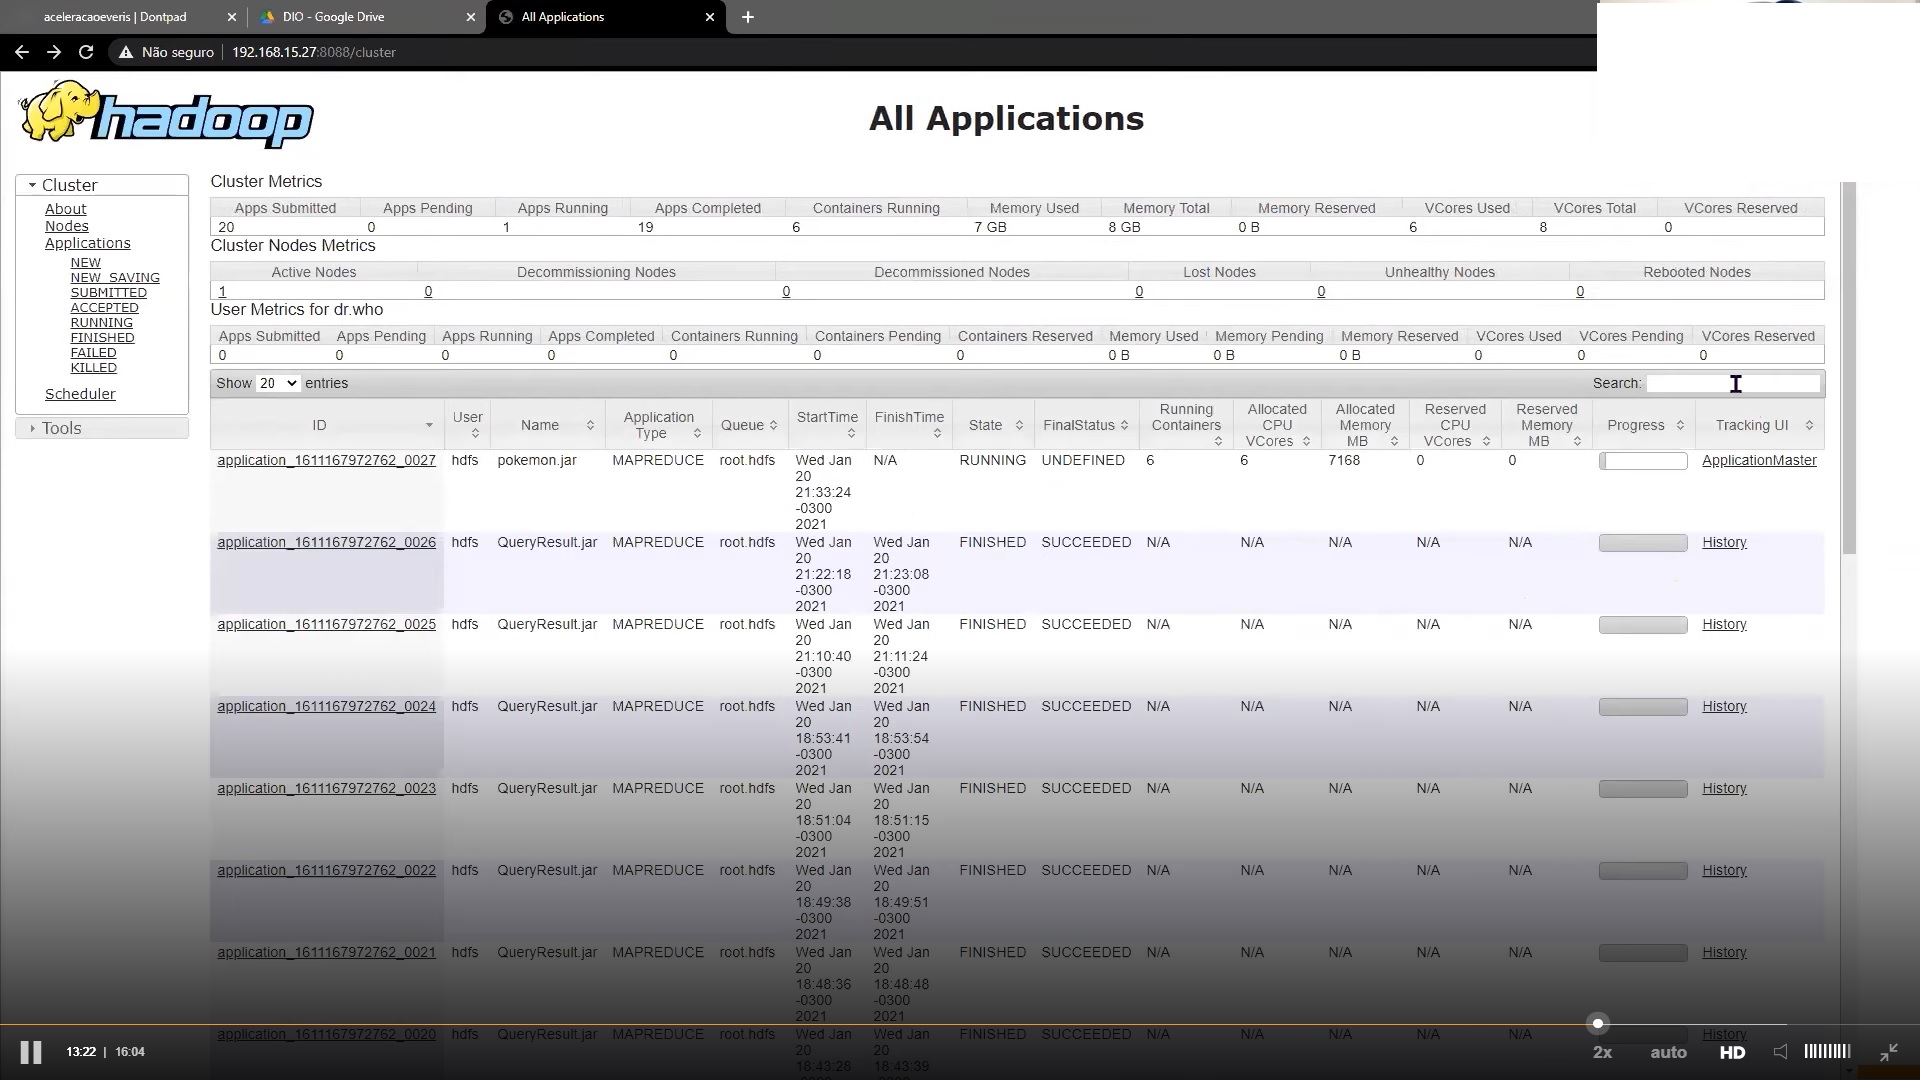 aceleracaoeveris | Dontpad
DIO - Google Drive
All Applications
Não seguro
192.168.15.27:8088/cluster
hadoop
All Applications
Cluster
About
Nodes
Applications
NEW
NEW_SAVING
SUBMITTED
ACCEPTED
RUNNING
FINISHED
FAILED
KILLED
Scheduler
Tools
Cluster Metrics
Apps Submitted Apps Pending Apps Running Apps Completed Containers Running Memory Used Memory Total Memory Reserved VCores Used VCores Total VCores Reserved
20 0 1 19 6 7 GB 8 GB 0 B 6 8 0
Cluster Nodes Metrics
Active Nodes Decommissioning Nodes Decommissioned Nodes Lost Nodes Unhealthy Nodes Rebooted Nodes
1 0 0 0 0 0
User Metrics for dr.who
Apps Submitted Apps Pending Apps Running Apps Completed Containers Running Containers Pending Containers Reserved Memory Used Memory Pending Memory Reserved VCores Used VCores Pending VCores Reserved
0 0 0 0 0 0 0 0 B 0 B 0 B 0 0 0
Show 20 entries Search:
ID User Name Application Type Queue StartTime FinishTime State FinalStatus Running Containers Allocated CPU VCores Allocated Memory MB Reserved CPU VCores Reserved Memory MB Progress Tracking UI
application_1611167972762_0027 hdfs pokemon.jar MAPREDUCE root.hdfs Wed Jan N/A RUNNING UNDEFINED 6 6 7168 0 0 ApplicationMaster
20
21:33:24
-0300
2021
application_1611167972762_0026 hdfs QueryResult.jar MAPREDUCE root.hdfs Wed Jan Wed Jan FINISHED SUCCEEDED N/A N/A N/A N/A N/A History
20 20
21:22:18 21:23:08
-0300 -0300
2021 2021
application_1611167972762_0025 hdfs QueryResult.jar MAPREDUCE root.hdfs Wed Jan Wed Jan FINISHED SUCCEEDED N/A N/A N/A N/A N/A History
20 20
21:10:40 21:11:24
-0300 -0300
2021 2021
application_1611167972762_0024 hdfs QueryResult.jar MAPREDUCE root.hdfs Wed Jan Wed Jan FINISHED SUCCEEDED N/A N/A N/A N/A N/A History
20 20
18:53:41 18:53:54
-0300 -0300
2021 2021
application_1611167972762_0023 hdfs QueryResult.jar MAPREDUCE root.hdfs Wed Jan Wed Jan FINISHED SUCCEEDED N/A N/A N/A N/A N/A History
20 20
18:51:04 18:51:15
-0300 -0300
2021 2021
application_1611167972762_0022 hdfs QueryResult.jar MAPREDUCE root.hdfs Wed Jan Wed Jan FINISHED SUCCEEDED N/A N/A N/A N/A N/A History
20 20
18:49:38 18:49:51
-0300 -0300
2021 2021
application_1611167972762_0021 hdfs QueryResult.jar MAPREDUCE root.hdfs Wed Jan Wed Jan FINISHED SUCCEEDED N/A N/A N/A N/A N/A History
20 20
18:48:36 18:48:48
-0300 -0300
2021 2021
application_1611167972762_0020 hdfs QueryResult.jar MAPREDUCE root.hdfs Wed Jan Wed Jan FINISHED SUCCEEDED N/A N/A N/A N/A N/A History
20 20
18:43:28 18:43:39
13:22 | 16:04 2x auto HD